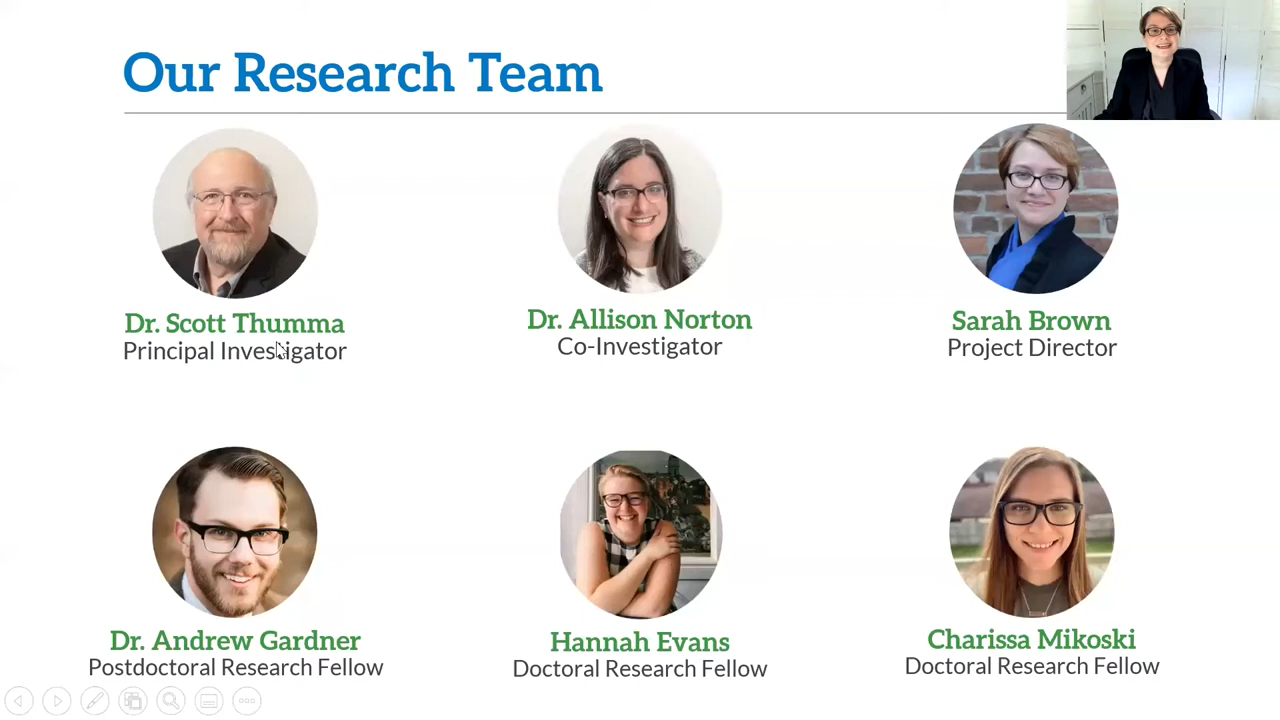 Our Research Team
Dr. Scott Thumma
Principal Investigator
Dr. Allison Norton
Co-Investigator
Sarah Brown
Project Director
Dr. Andrew Gardner
Postdoctoral Research Fellow
Hannah Evans
Doctoral Research Fellow
Charissa Mikoski
Doctoral Research Fellow